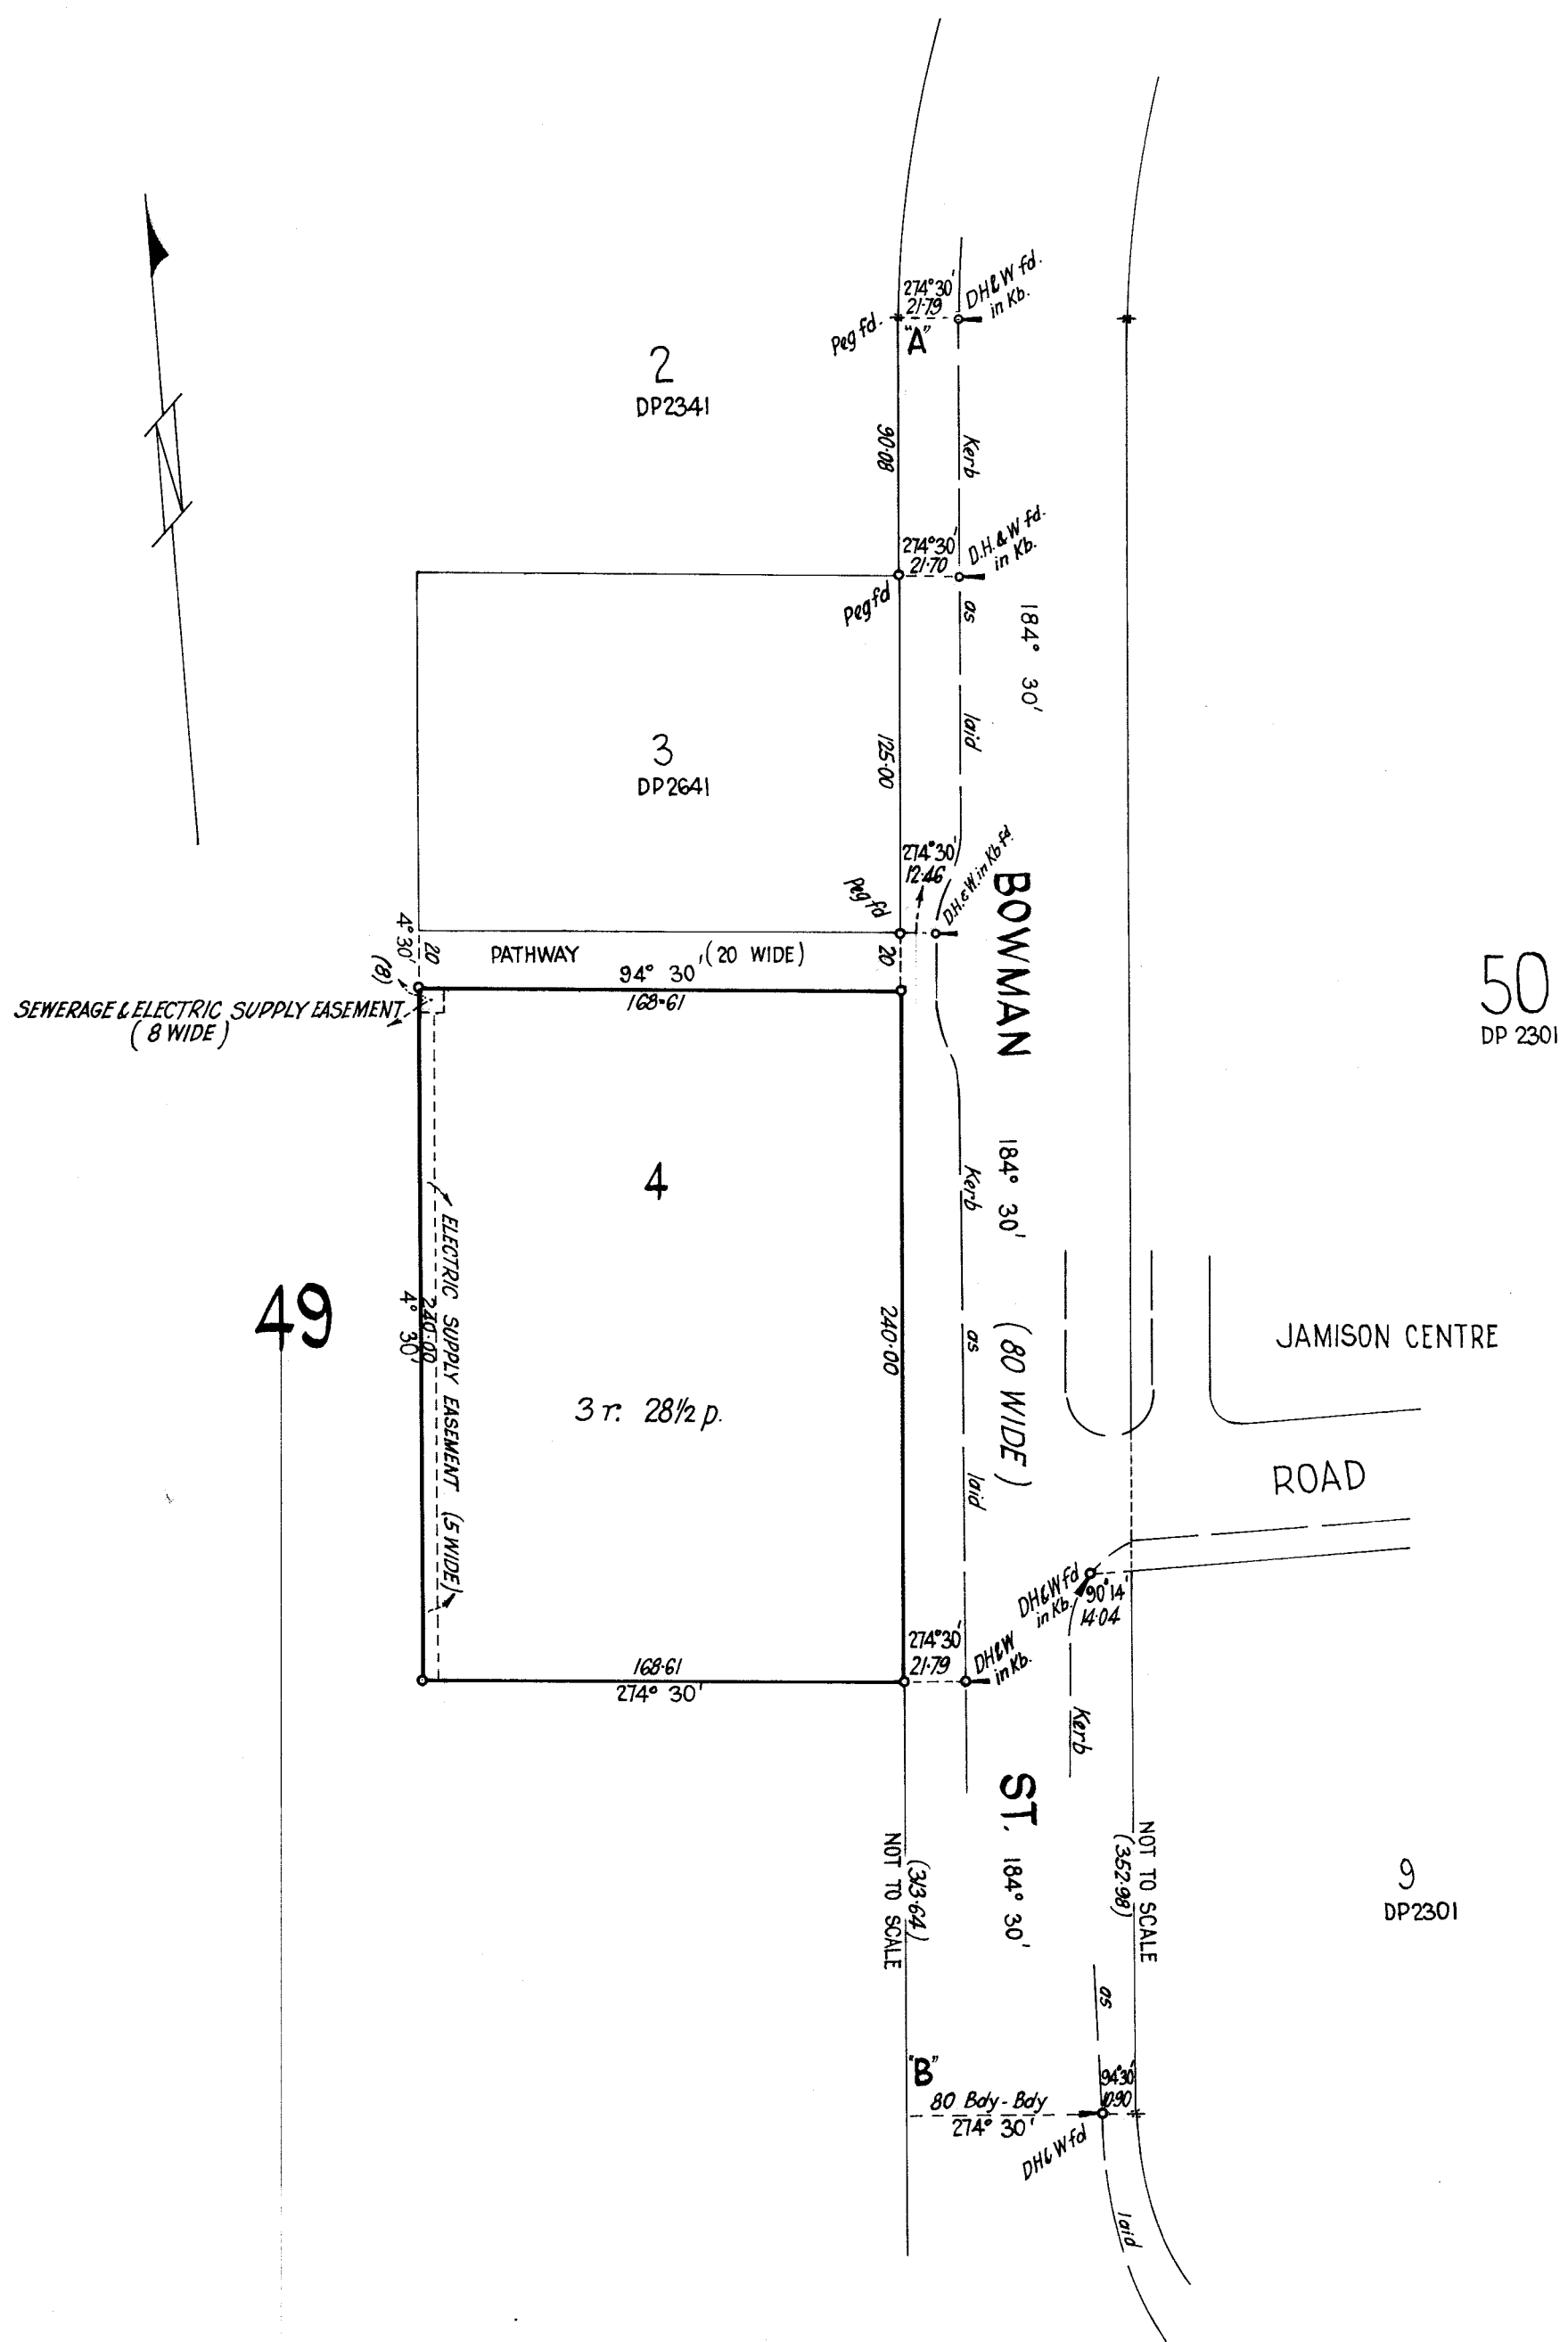 274°30'
21·79
DH&W fd.
in Kb.
Peg fd.
"A"
2
DP2341
90·08
Kerb
274°30'
21·70
D.H.&W fd.
in Kb.
Peg fd
as
184° 30'
laid
3
DP2641
125·00
274°30'
12·46
D.H.&W.in Kb fd.
Peg fd
BOWMAN
4° 30'
20
(8)
PATHWAY (20 WIDE)
20
94° 30'
168·61
SEWERAGE & ELECTRIC SUPPLY EASEMENT
(8 WIDE)
50
DP 2301
4
184° 30'
Kerb
ELECTRIC SUPPLY EASEMENT (5 WIDE)
49
240·00
4° 30'
240·00
as
(80 WIDE)
JAMISON CENTRE
3 r. 28½ p.
laid
ROAD
DH&W fd
in Kb.
90°14'
14·04
274°30'
21·79
DH&W
in Kb.
168·61
274° 30'
Kerb
ST.
184° 30'
NOT TO SCALE
(313·64)
NOT TO SCALE
(352·98)
9
DP2301
as
"B"
94°30'
10·90
80 Bdy-Bdy
274° 30'
DH&W fd
laid